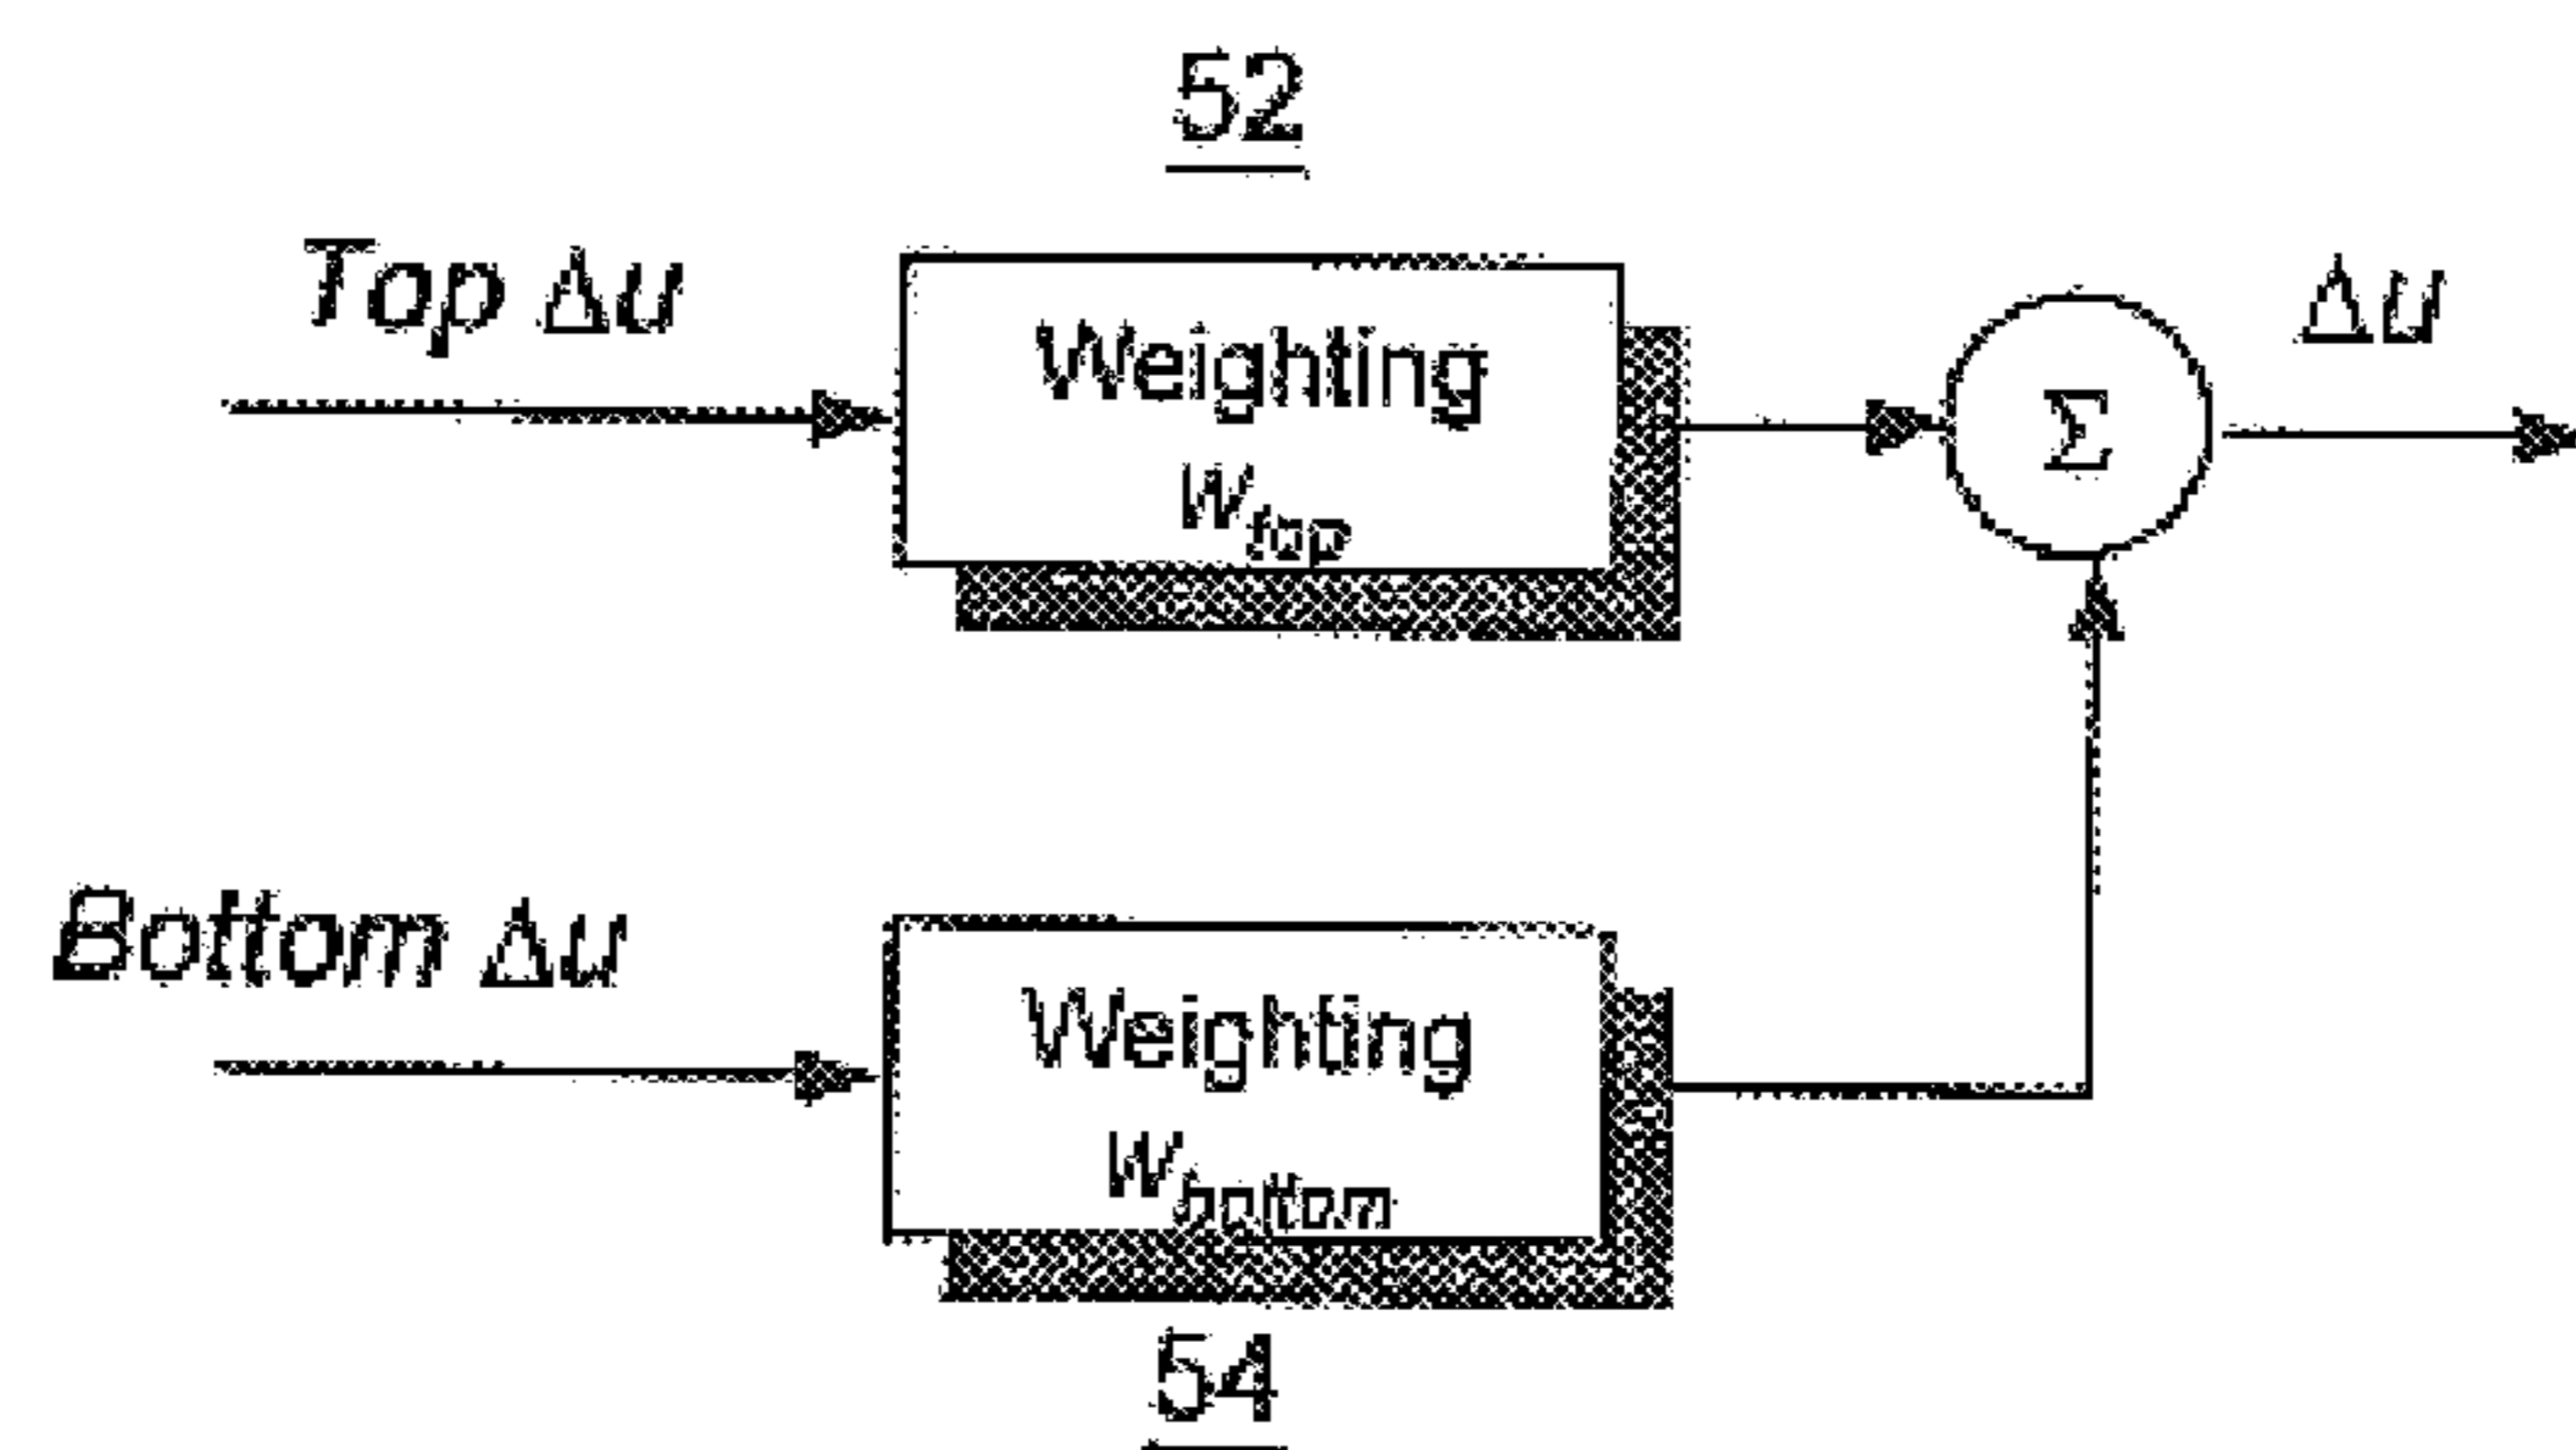 52
Top Δu
Weighting
W_top
Σ
Δu
Bottom Δu
Weighting
W_bottom
54